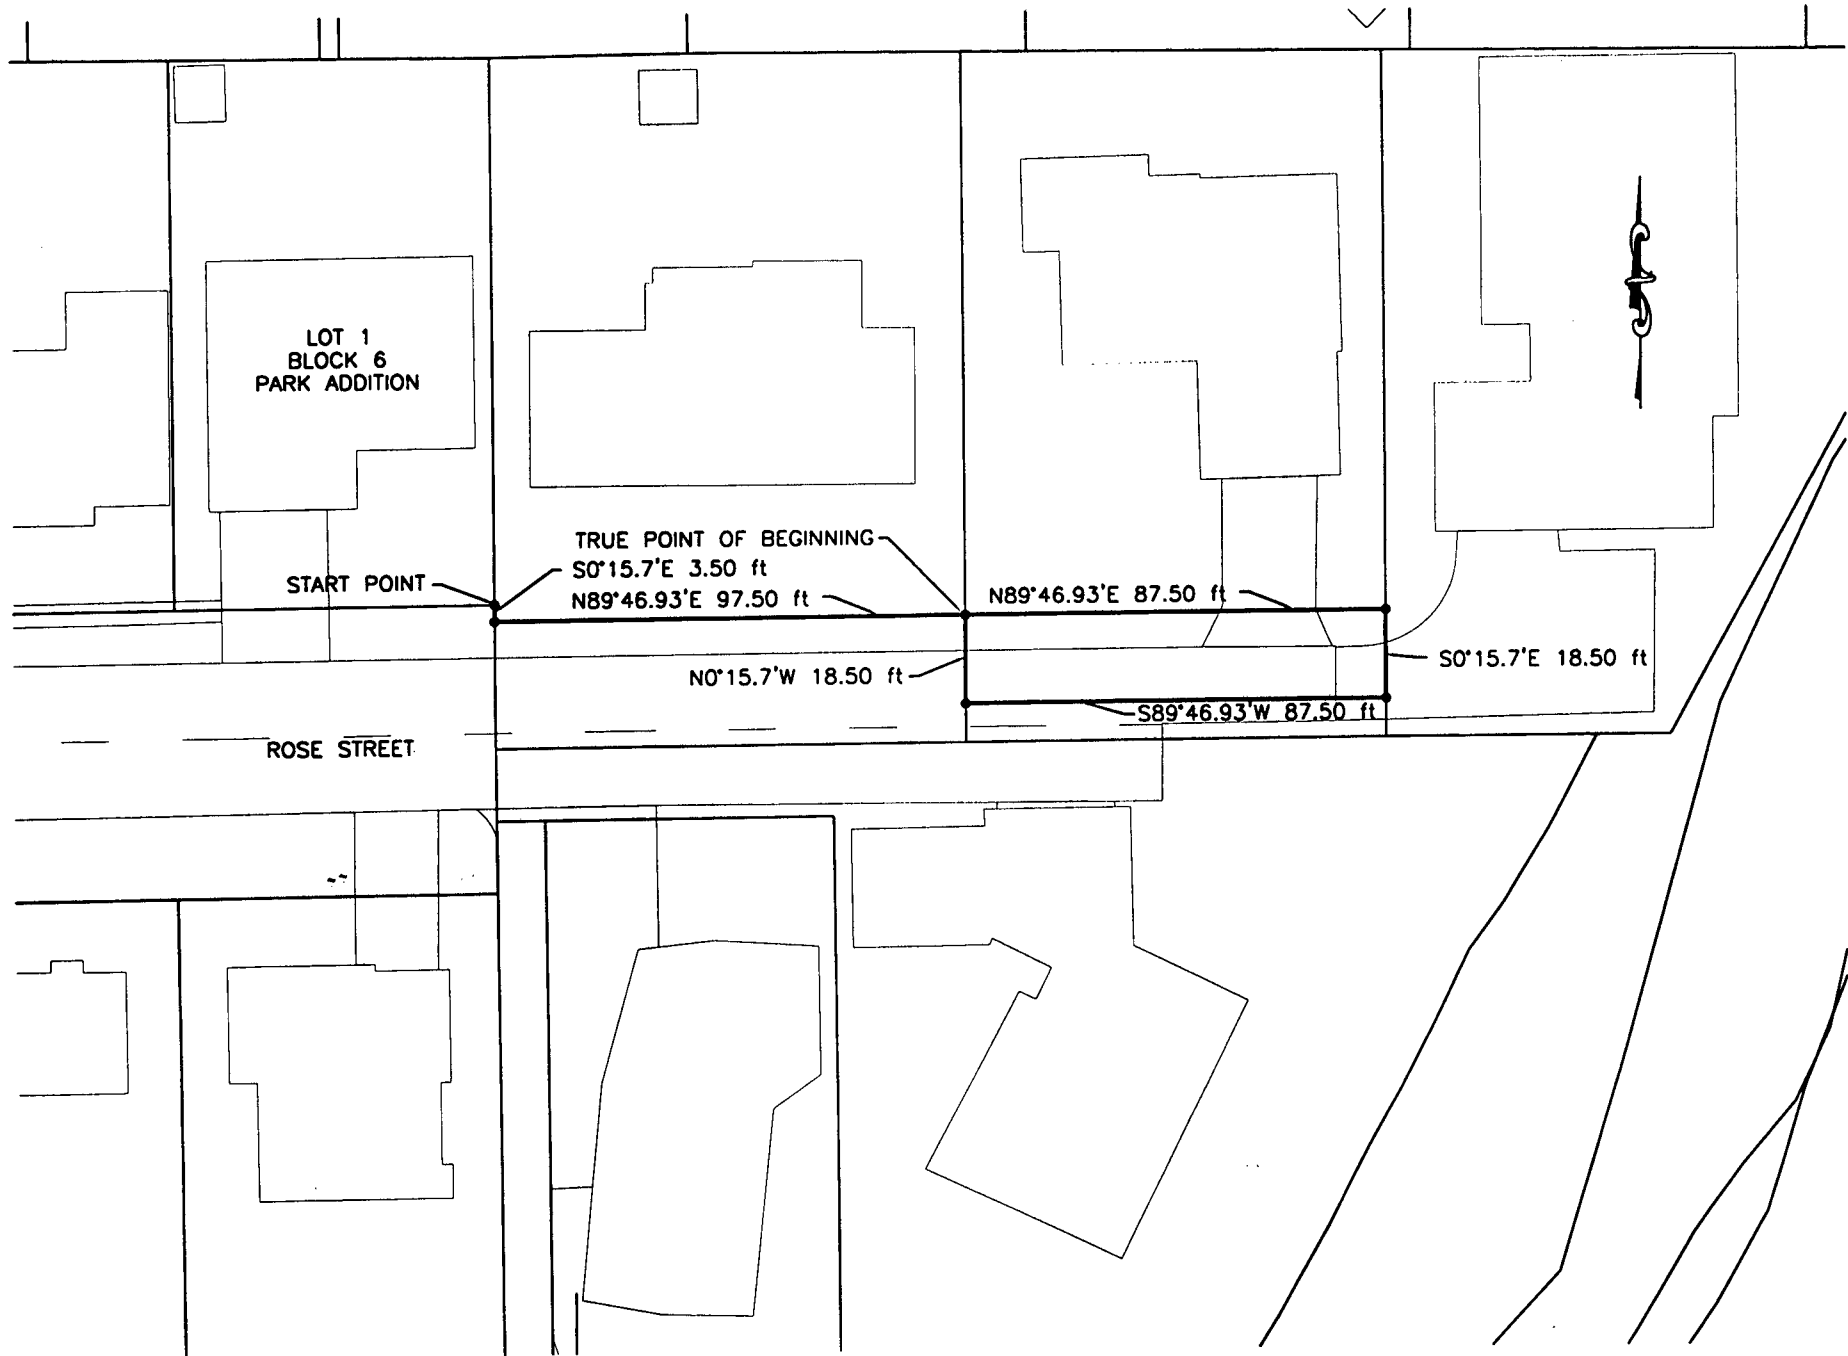 LOT 1
BLOCK 6
PARK ADDITION
TRUE POINT OF BEGINNING
S0°15.7'E 3.50 ft
START POINT
N89°46.93'E 97.50 ft
N89°46.93'E 87.50 ft
S0°15.7'E 18.50 ft
N0°15.7'W 18.50 ft
S89°46.93'W 87.50 ft
ROSE STREET